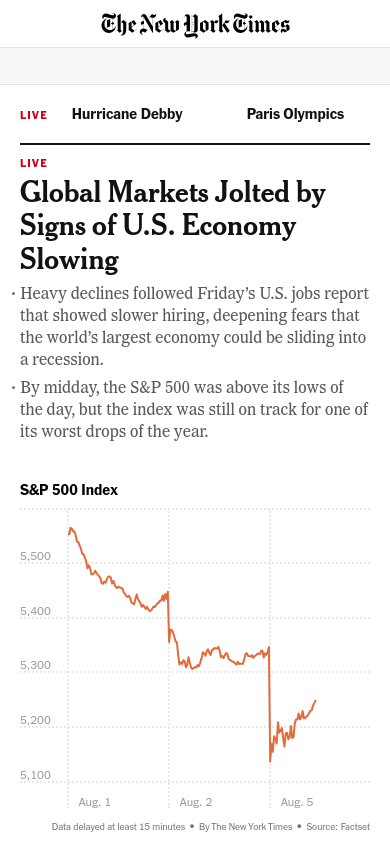 The New York Times
LIVE Hurricane Debby Paris Olympics
LIVE
Global Markets Jolted by
Signs of U.S. Economy
Slowing
· Heavy declines followed Friday’s U.S. jobs report
that showed slower hiring, deepening fears that
the world’s largest economy could be sliding into
a recession.
· By midday, the S&P 500 was above its lows of
the day, but the index was still on track for one of
its worst drops of the year.
S&P 500 Index
5,500
5,400
5,300
5,200
5,100
Aug. 1 Aug. 2 Aug. 5
Data delayed at least 15 minutes • By The New York Times • Source: Factset